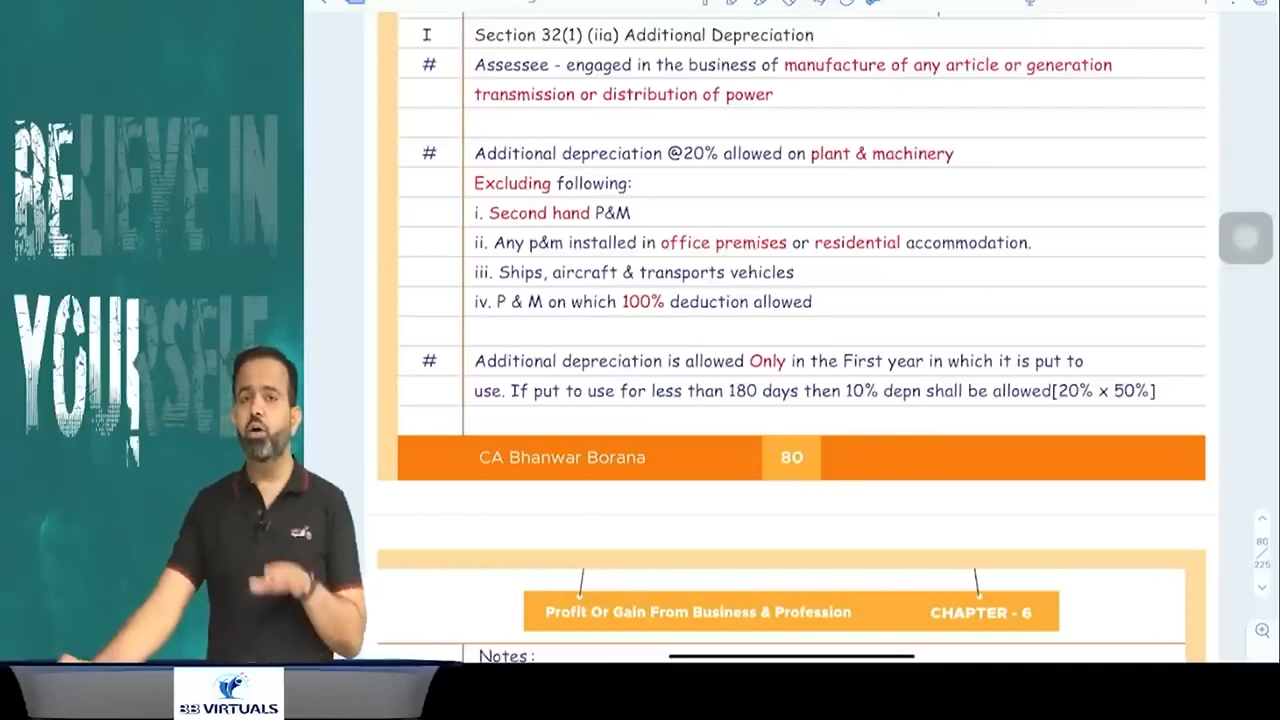 BELIEVE IN
YOURSELF
I Section 32(1) (iia) Additional Depreciation
# Assessee - engaged in the business of manufacture of any article or generation
transmission or distribution of power
# Additional depreciation @20% allowed on plant & machinery
Excluding following:
i. Second hand P&M
ii. Any p&m installed in office premises or residential accommodation.
iii. Ships, aircraft & transports vehicles
iv. P & M on which 100% deduction allowed
# Additional depreciation is allowed Only in the First year in which it is put to
use. If put to use for less than 180 days then 10% depn shall be allowed[20% x 50%]
CA Bhanwar Borana 80
80
225
Profit Or Gain From Business & Profession CHAPTER - 6
Notes:
BB VIRTUALS